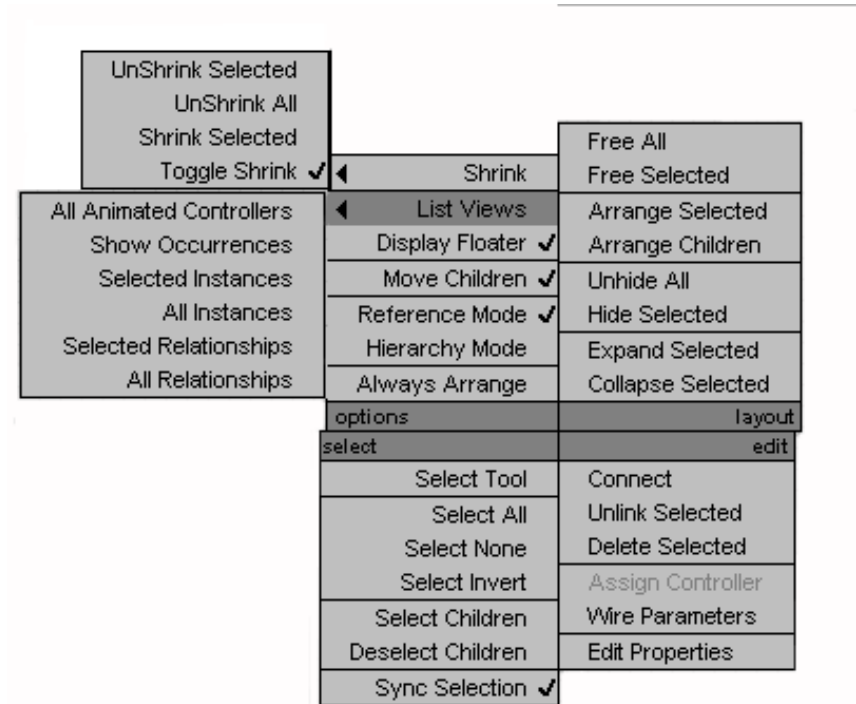 UnShrink Selected
UnShrink All
Shrink Selected
Toggle Shrink
All Animated Controllers
Show Occurrences
Selected Instances
All Instances
Selected Relationships
All Relationships
Shrink
List Views
Display Floater
Move Children
Reference Mode
Hierarchy Mode
Always Arrange
options
Free All
Free Selected
Arrange Selected
Arrange Children
Unhide All
Hide Selected
Expand Selected
Collapse Selected
layout
select
Select Tool
Select All
Select None
Select Invert
Select Children
Deselect Children
Sync Selection
edit
Connect
Unlink Selected
Delete Selected
Assign Controller
Wire Parameters
Edit Properties